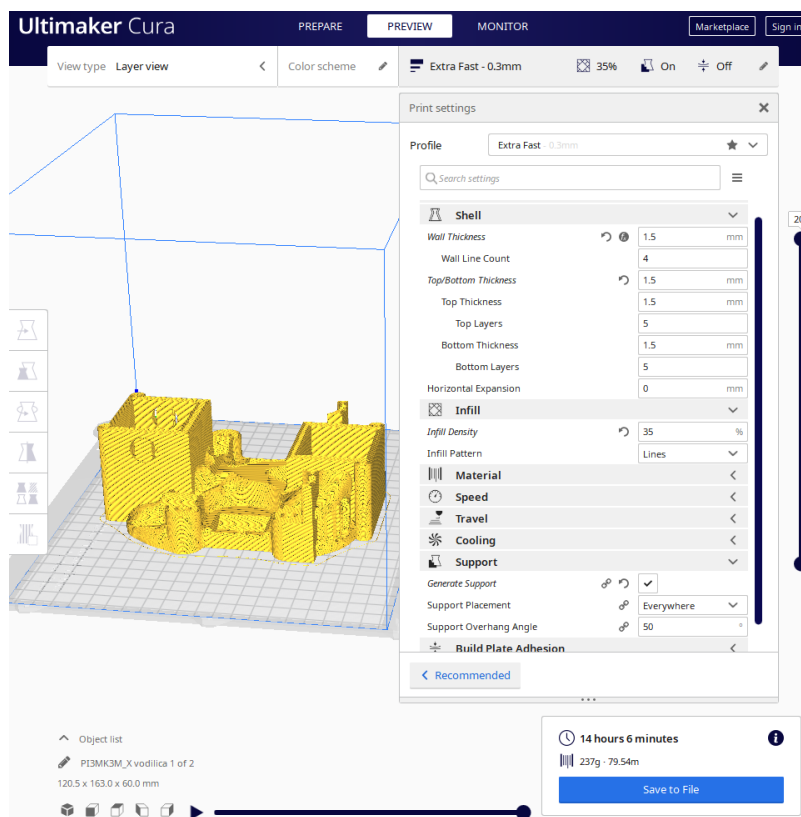 Ultimaker Cura PREPARE PREVIEW MONITOR Marketplace Sign in
View type Layer view Color scheme Extra Fast - 0.3mm 35% On Off
Print settings
Profile Extra Fast - 0.3mm
Search settings
Shell
Wall Thickness 1.5 mm
Wall Line Count 4
Top/Bottom Thickness 1.5 mm
Top Thickness 1.5 mm
Top Layers 5
Bottom Thickness 1.5 mm
Bottom Layers 5
Horizontal Expansion 0 mm
Infill
Infill Density 35 %
Infill Pattern Lines
Material
Speed
Travel
Cooling
Support
Generate Support
Support Placement Everywhere
Support Overhang Angle 50 °
Build Plate Adhesion
Recommended
Object list
PI3MK3M_X vodilica 1 of 2
120.5 x 163.0 x 60.0 mm
14 hours 6 minutes
237g · 79.54m
Save to File